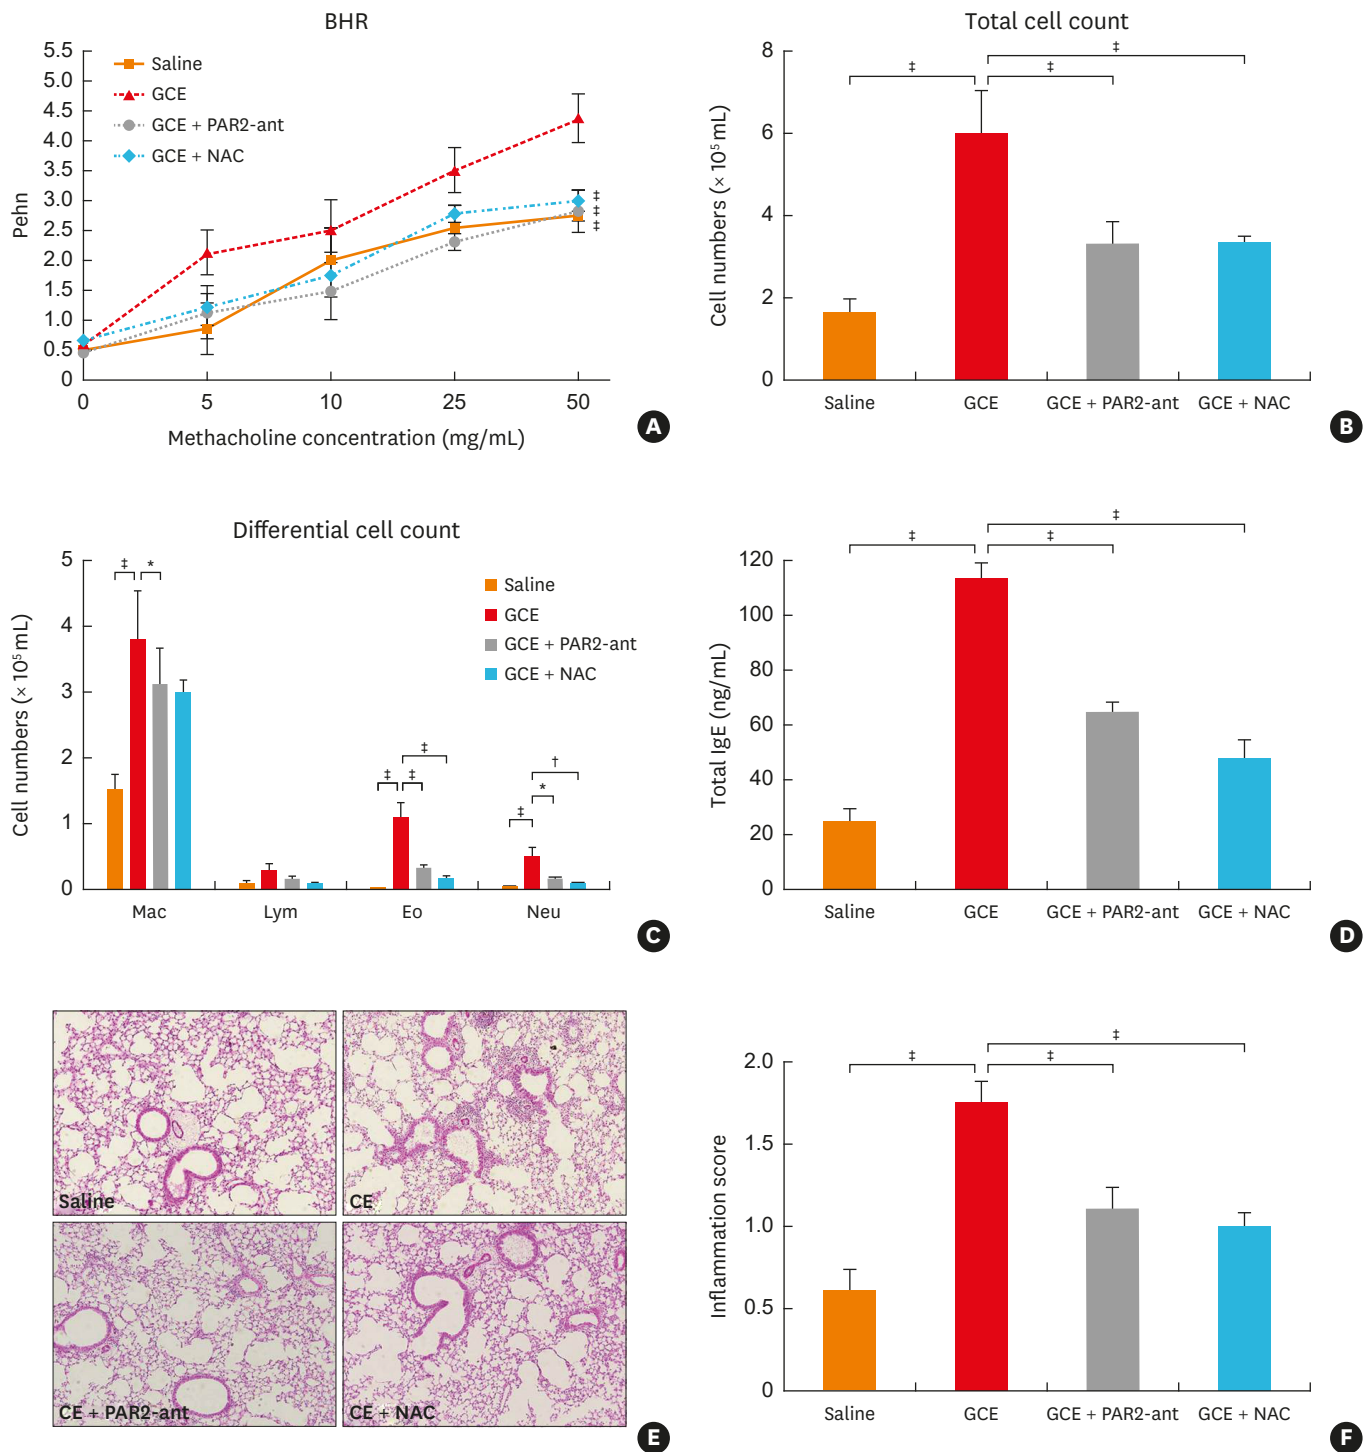 BHR
5.5
5.0
4.5
4.0
3.5
3.0
2.5
2.0
1.5
1.0
0.5
0
Pehn
Saline
GCE
GCE + PAR2-ant
GCE + NAC
‡
‡
‡
0 5 10 25 50
Methacholine concentration (mg/mL)
A
Total cell count
8
6
4
2
0
Cell numbers (× 10⁵ mL)
‡
‡ ‡
Saline GCE GCE + PAR2-ant GCE + NAC
B
Differential cell count
5
4
3
2
1
0
Cell numbers (× 10⁵ mL)
‡ *
Saline
GCE
GCE + PAR2-ant
GCE + NAC
‡
‡ ‡
†
*
‡
Mac Lym Eo Neu
C
120
100
80
60
40
20
0
Total IgE (ng/mL)
‡
‡ ‡
Saline GCE GCE + PAR2-ant GCE + NAC
D
Saline
CE
CE + PAR2-ant
CE + NAC
E
2.0
1.5
1.0
0.5
0
Inflammation score
‡
‡ ‡
Saline GCE GCE + PAR2-ant GCE + NAC
F